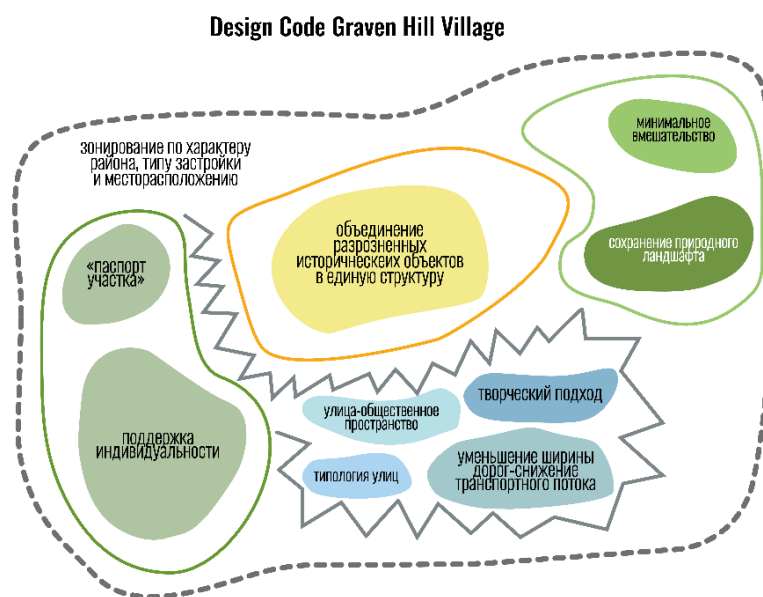 Design Code Graven Hill Village
зонирование по характеру
района, типу застройки
и месторасположению
минимальное
вмешательство
сохранение природного
ландшафта
объединение
разрозненных
историческеих объектов
в единую структуру
«паспорт
участка»
поддержка
индивидуальности
улица-общественное
пространство
творческий подход
типология улиц
уменьшение ширины
дорог-снижение
транспортного потока